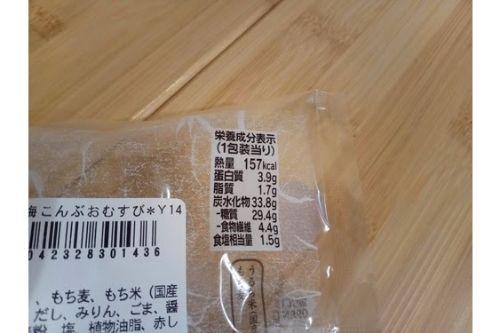 栄養成分表示
(1包装当り)
熱量 157kcal
蛋白質 3.9g
脂質 1.7g
炭水化物33.8g
-糖質 29.4g
-食物繊維 4.4g
食塩相当量 1.5g
梅こんぶおむすび*Y14
042328301436
、もち麦、もち米(国産
だし、みりん、ごま、醤
塩、植物油脂、赤し